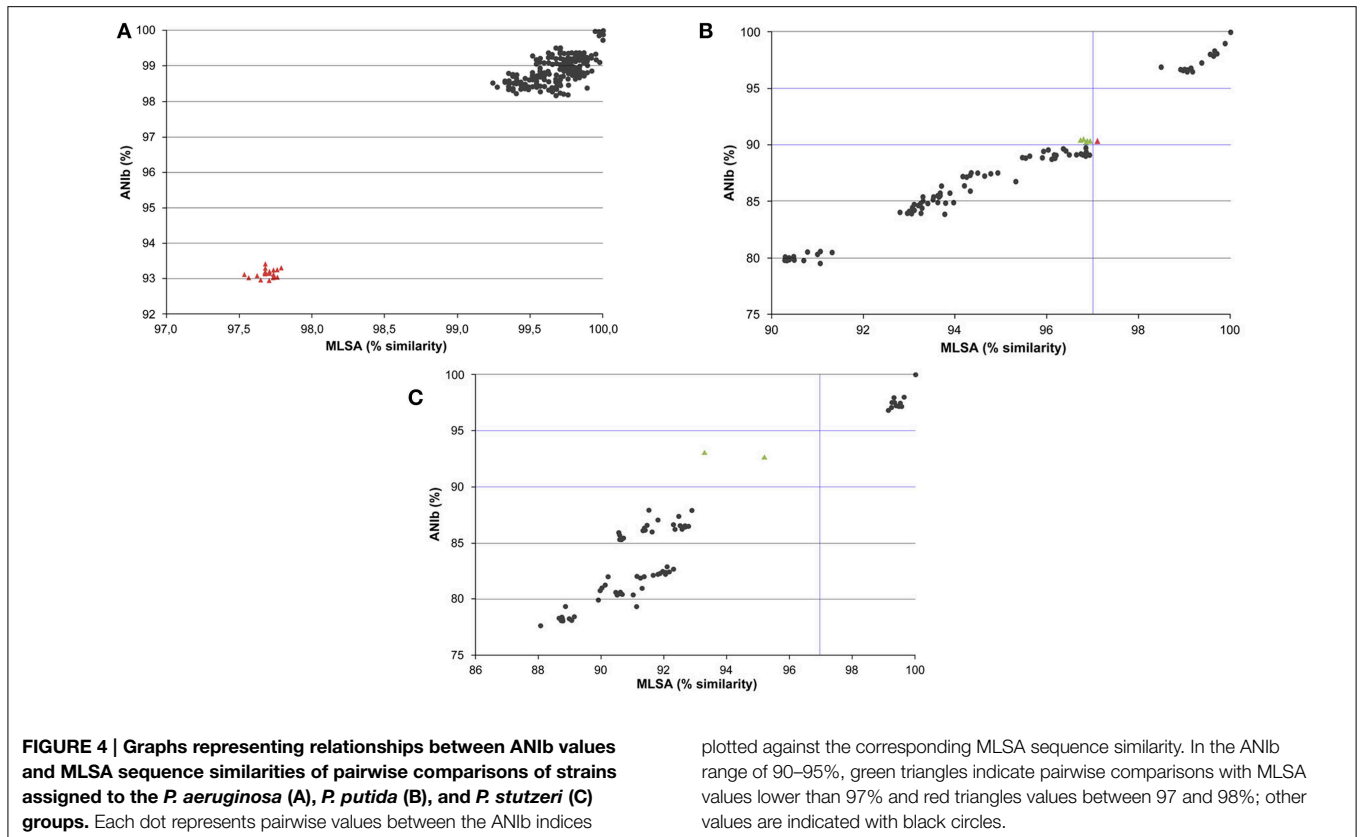 A
100
99
98
97
96
95
94
93
92
ANIb (%)
97,0 97,5 98,0 98,5 99,0 99,5 100,0
MLSA (% similarity)
B
100
95
90
85
80
75
ANIb (%)
90 92 94 96 98 100
MLSA (% similarity)
C
100
95
90
85
80
75
ANIb (%)
86 88 90 92 94 96 98 100
MLSA (% similarity)
FIGURE 4 | Graphs representing relationships between ANIb values
and MLSA sequence similarities of pairwise comparisons of strains
assigned to the P. aeruginosa (A), P. putida (B), and P. stutzeri (C)
groups. Each dot represents pairwise values between the ANIb indices
plotted against the corresponding MLSA sequence similarity. In the ANIb
range of 90–95%, green triangles indicate pairwise comparisons with MLSA
values lower than 97% and red triangles values between 97 and 98%; other
values are indicated with black circles.